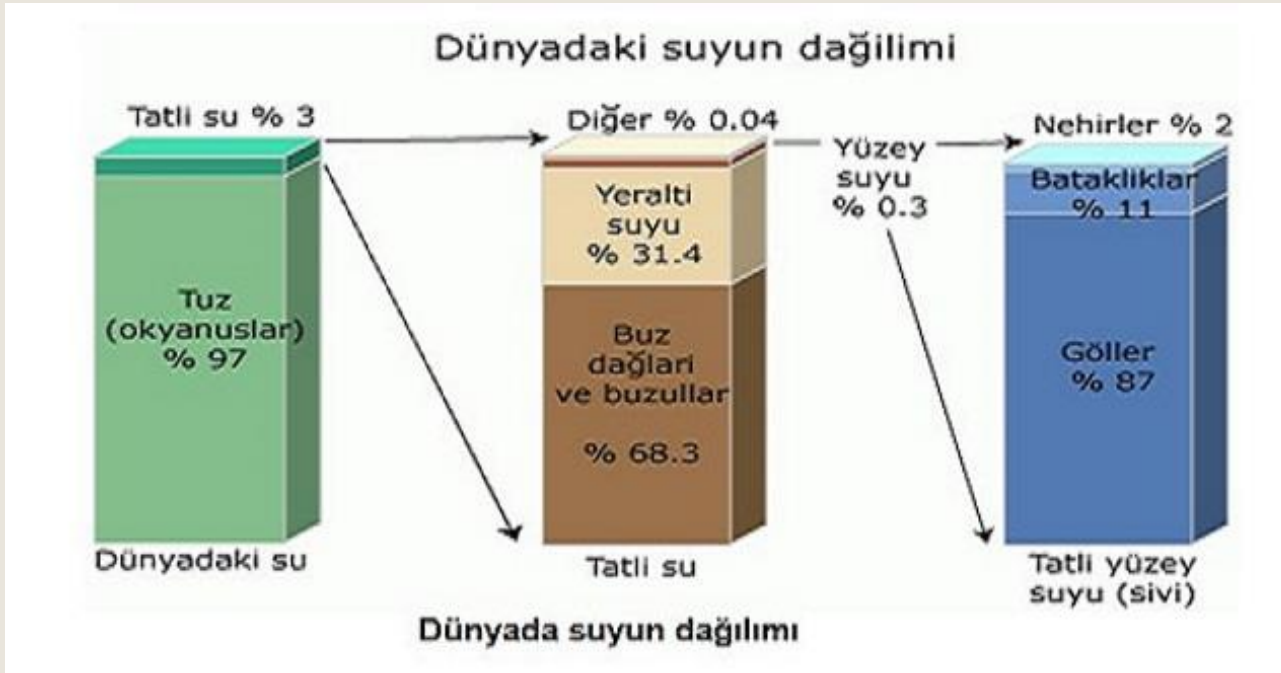 Dünyadaki suyun dağilimi
Tatli su % 3
Tuz
(okyanuslar)
% 97
Dünyadaki su
Diğer % 0.04
Yeralti
suyu
% 31.4
Buz
dağlari
ve buzullar
% 68.3
Tatli su
Yüzey
suyu
% 0.3
Nehirler % 2
Batakliklar
% 11
Göller
% 87
Tatli yüzey
suyu (sivi)
Dünyada suyun dağılımı